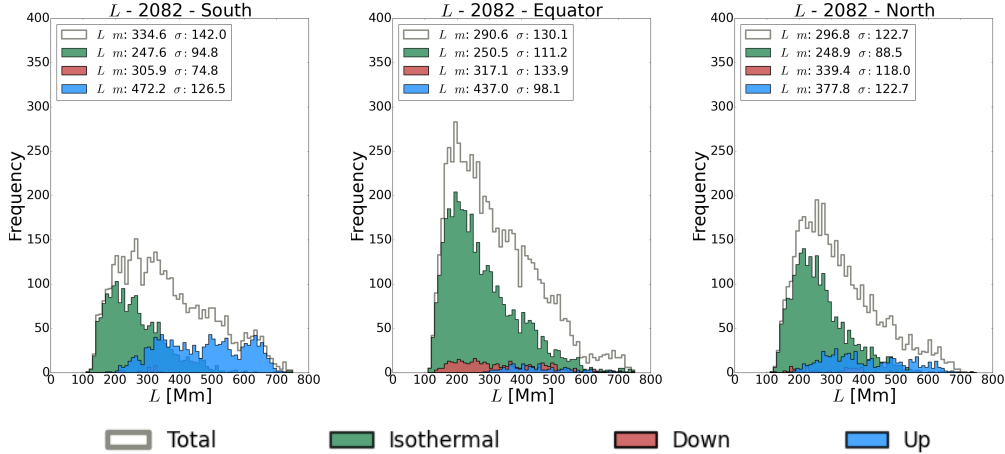 L - 2082 - South
L m: 334.6 σ: 142.0
L m: 247.6 σ: 94.8
L m: 305.9 σ: 74.8
L m: 472.2 σ: 126.5
400
350
300
250
200
150
100
50
0
Frequency
0 100 200 300 400 500 600 700 800
L [Mm]
L - 2082 - Equator
L m: 290.6 σ: 130.1
L m: 250.5 σ: 111.2
L m: 317.1 σ: 133.9
L m: 437.0 σ: 98.1
400
350
300
250
200
150
100
50
0
Frequency
0 100 200 300 400 500 600 700 800
L [Mm]
L - 2082 - North
L m: 296.8 σ: 122.7
L m: 248.9 σ: 88.5
L m: 339.4 σ: 118.0
L m: 377.8 σ: 122.7
400
350
300
250
200
150
100
50
0
Frequency
0 100 200 300 400 500 600 700 800
L [Mm]
Total Isothermal Down Up